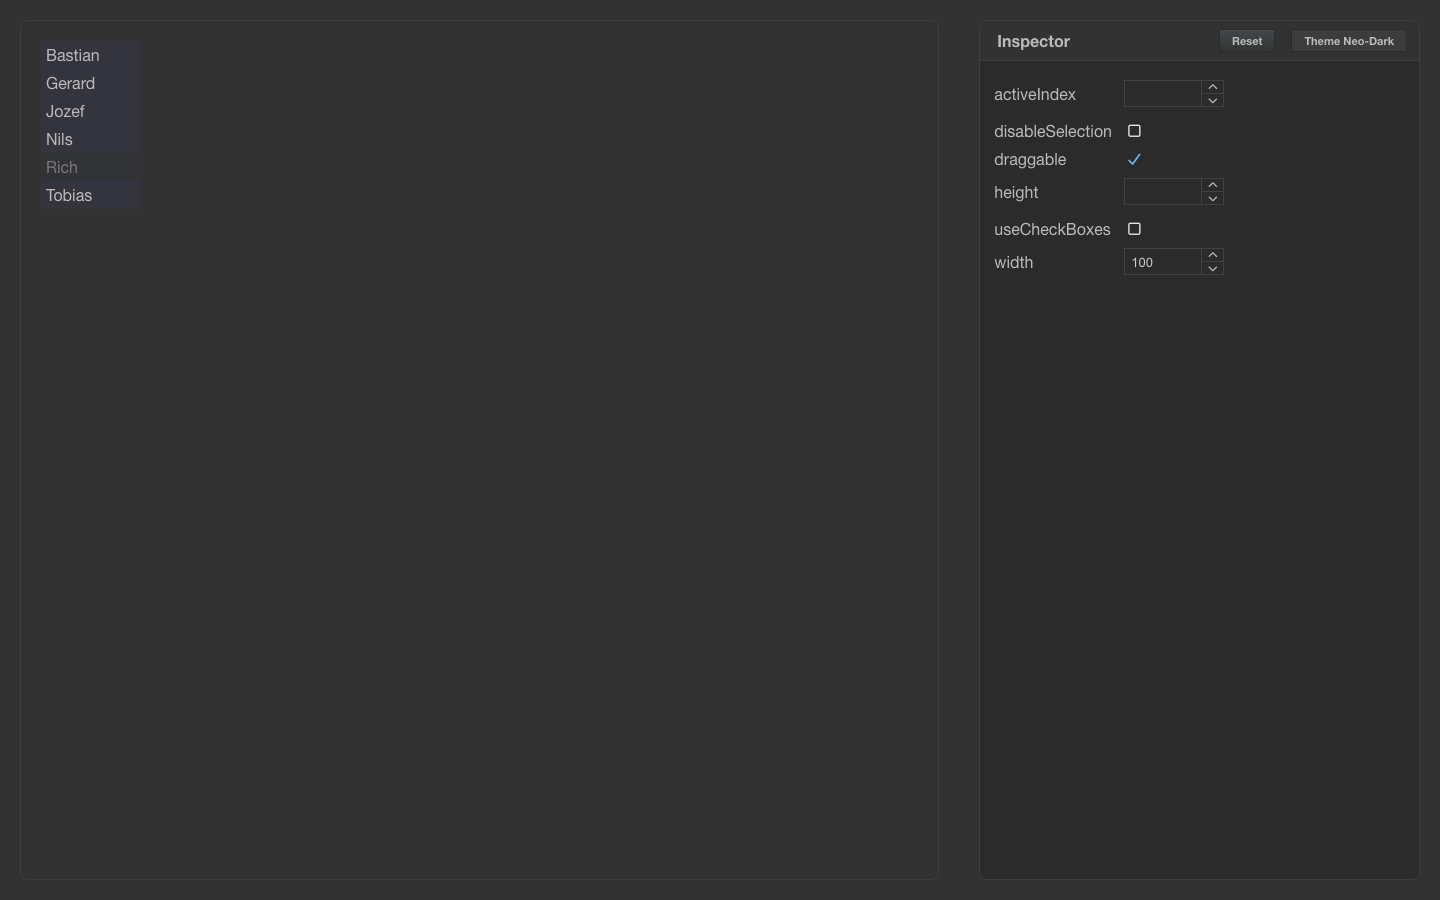 Bastian
Gerard
Jozef
Nils
Rich
Tobias
Inspector
Reset
Theme Neo-Dark
activeIndex
disableSelection
draggable
height
useCheckBoxes
width
100